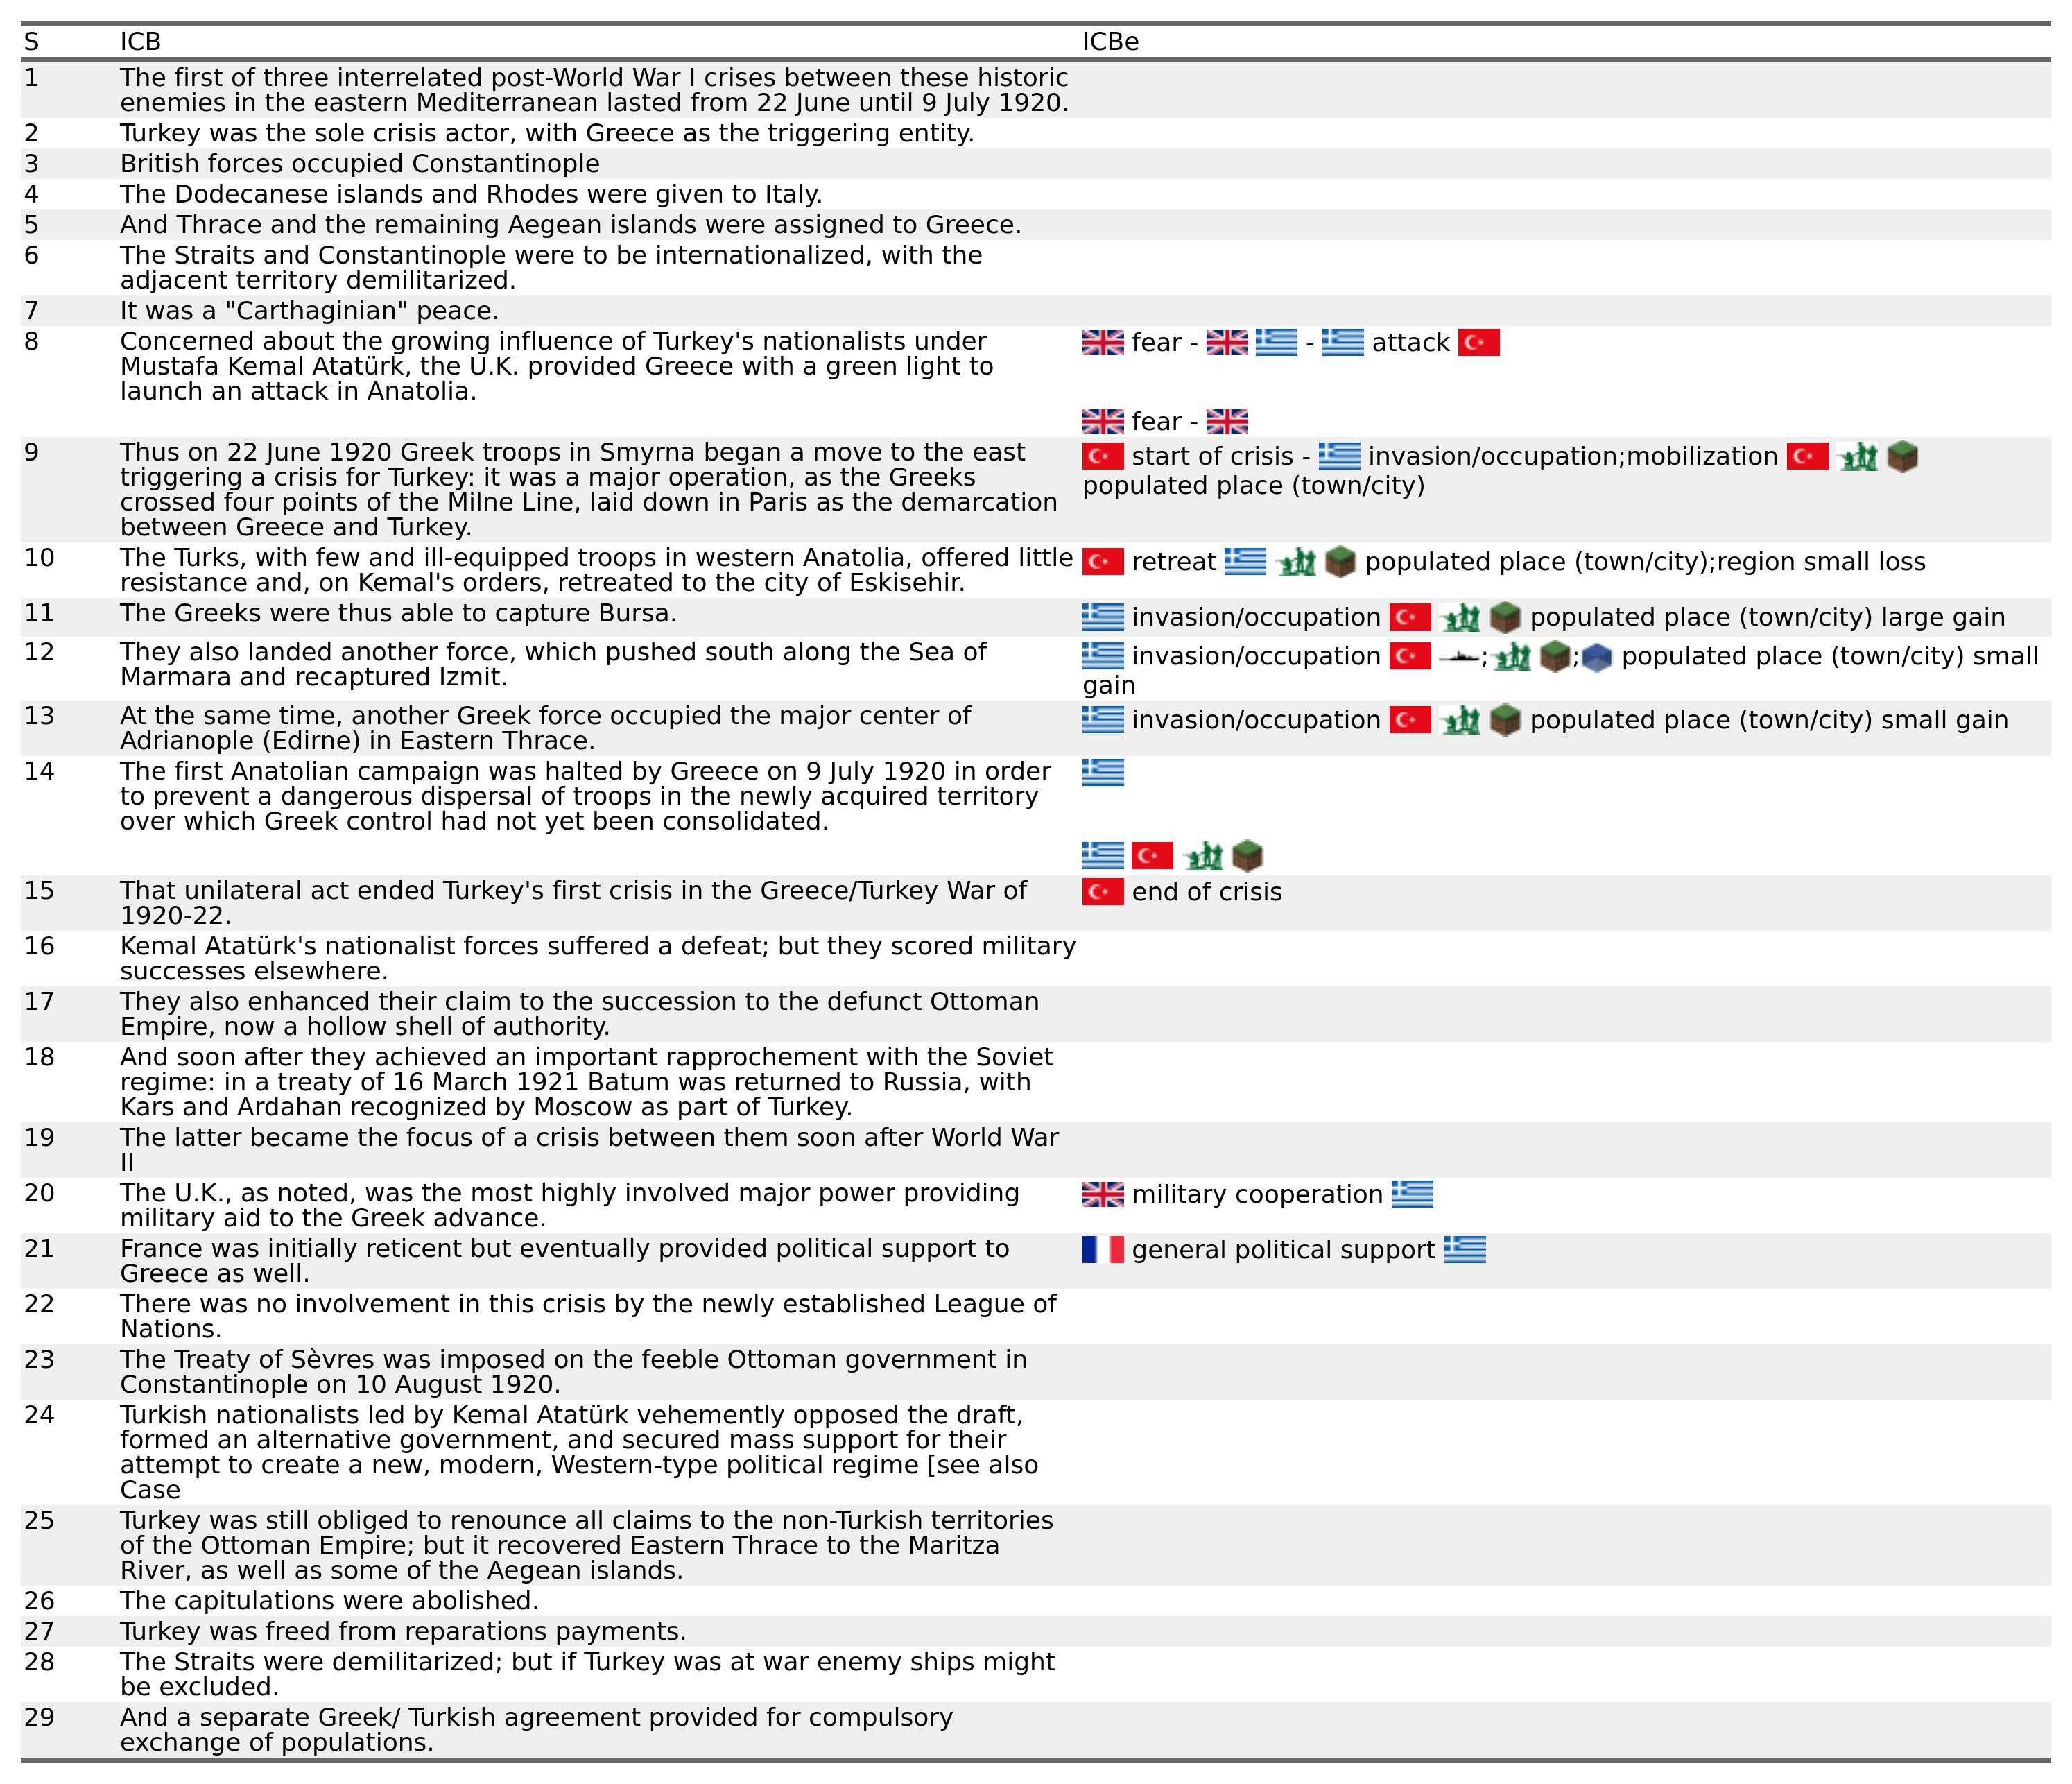 S ICB ICBe
1 The first of three interrelated post-World War I crises between these historic
enemies in the eastern Mediterranean lasted from 22 June until 9 July 1920.
2 Turkey was the sole crisis actor, with Greece as the triggering entity.
3 British forces occupied Constantinople
4 The Dodecanese islands and Rhodes were given to Italy.
5 And Thrace and the remaining Aegean islands were assigned to Greece.
6 The Straits and Constantinople were to be internationalized, with the
adjacent territory demilitarized.
7 It was a "Carthaginian" peace.
8 Concerned about the growing influence of Turkey's nationalists under
Mustafa Kemal Atatürk, the U.K. provided Greece with a green light to
launch an attack in Anatolia.
fear - - attack
fear -
9 Thus on 22 June 1920 Greek troops in Smyrna began a move to the east
triggering a crisis for Turkey: it was a major operation, as the Greeks
crossed four points of the Milne Line, laid down in Paris as the demarcation
between Greece and Turkey.
start of crisis - invasion/occupation;mobilization
populated place (town/city)
10 The Turks, with few and ill-equipped troops in western Anatolia, offered little
resistance and, on Kemal's orders, retreated to the city of Eskisehir.
retreat populated place (town/city);region small loss
11 The Greeks were thus able to capture Bursa.
invasion/occupation populated place (town/city) large gain
12 They also landed another force, which pushed south along the Sea of
Marmara and recaptured Izmit.
invasion/occupation ; ; populated place (town/city) small
gain
13 At the same time, another Greek force occupied the major center of
Adrianople (Edirne) in Eastern Thrace.
invasion/occupation populated place (town/city) small gain
14 The first Anatolian campaign was halted by Greece on 9 July 1920 in order
to prevent a dangerous dispersal of troops in the newly acquired territory
over which Greek control had not yet been consolidated.
15 That unilateral act ended Turkey's first crisis in the Greece/Turkey War of
1920-22.
end of crisis
16 Kemal Atatürk's nationalist forces suffered a defeat; but they scored military
successes elsewhere.
17 They also enhanced their claim to the succession to the defunct Ottoman
Empire, now a hollow shell of authority.
18 And soon after they achieved an important rapprochement with the Soviet
regime: in a treaty of 16 March 1921 Batum was returned to Russia, with
Kars and Ardahan recognized by Moscow as part of Turkey.
19 The latter became the focus of a crisis between them soon after World War
II
20 The U.K., as noted, was the most highly involved major power providing
military aid to the Greek advance.
military cooperation
21 France was initially reticent but eventually provided political support to
Greece as well.
general political support
22 There was no involvement in this crisis by the newly established League of
Nations.
23 The Treaty of Sèvres was imposed on the feeble Ottoman government in
Constantinople on 10 August 1920.
24 Turkish nationalists led by Kemal Atatürk vehemently opposed the draft,
formed an alternative government, and secured mass support for their
attempt to create a new, modern, Western-type political regime [see also
Case
25 Turkey was still obliged to renounce all claims to the non-Turkish territories
of the Ottoman Empire; but it recovered Eastern Thrace to the Maritza
River, as well as some of the Aegean islands.
26 The capitulations were abolished.
27 Turkey was freed from reparations payments.
28 The Straits were demilitarized; but if Turkey was at war enemy ships might
be excluded.
29 And a separate Greek/ Turkish agreement provided for compulsory
exchange of populations.